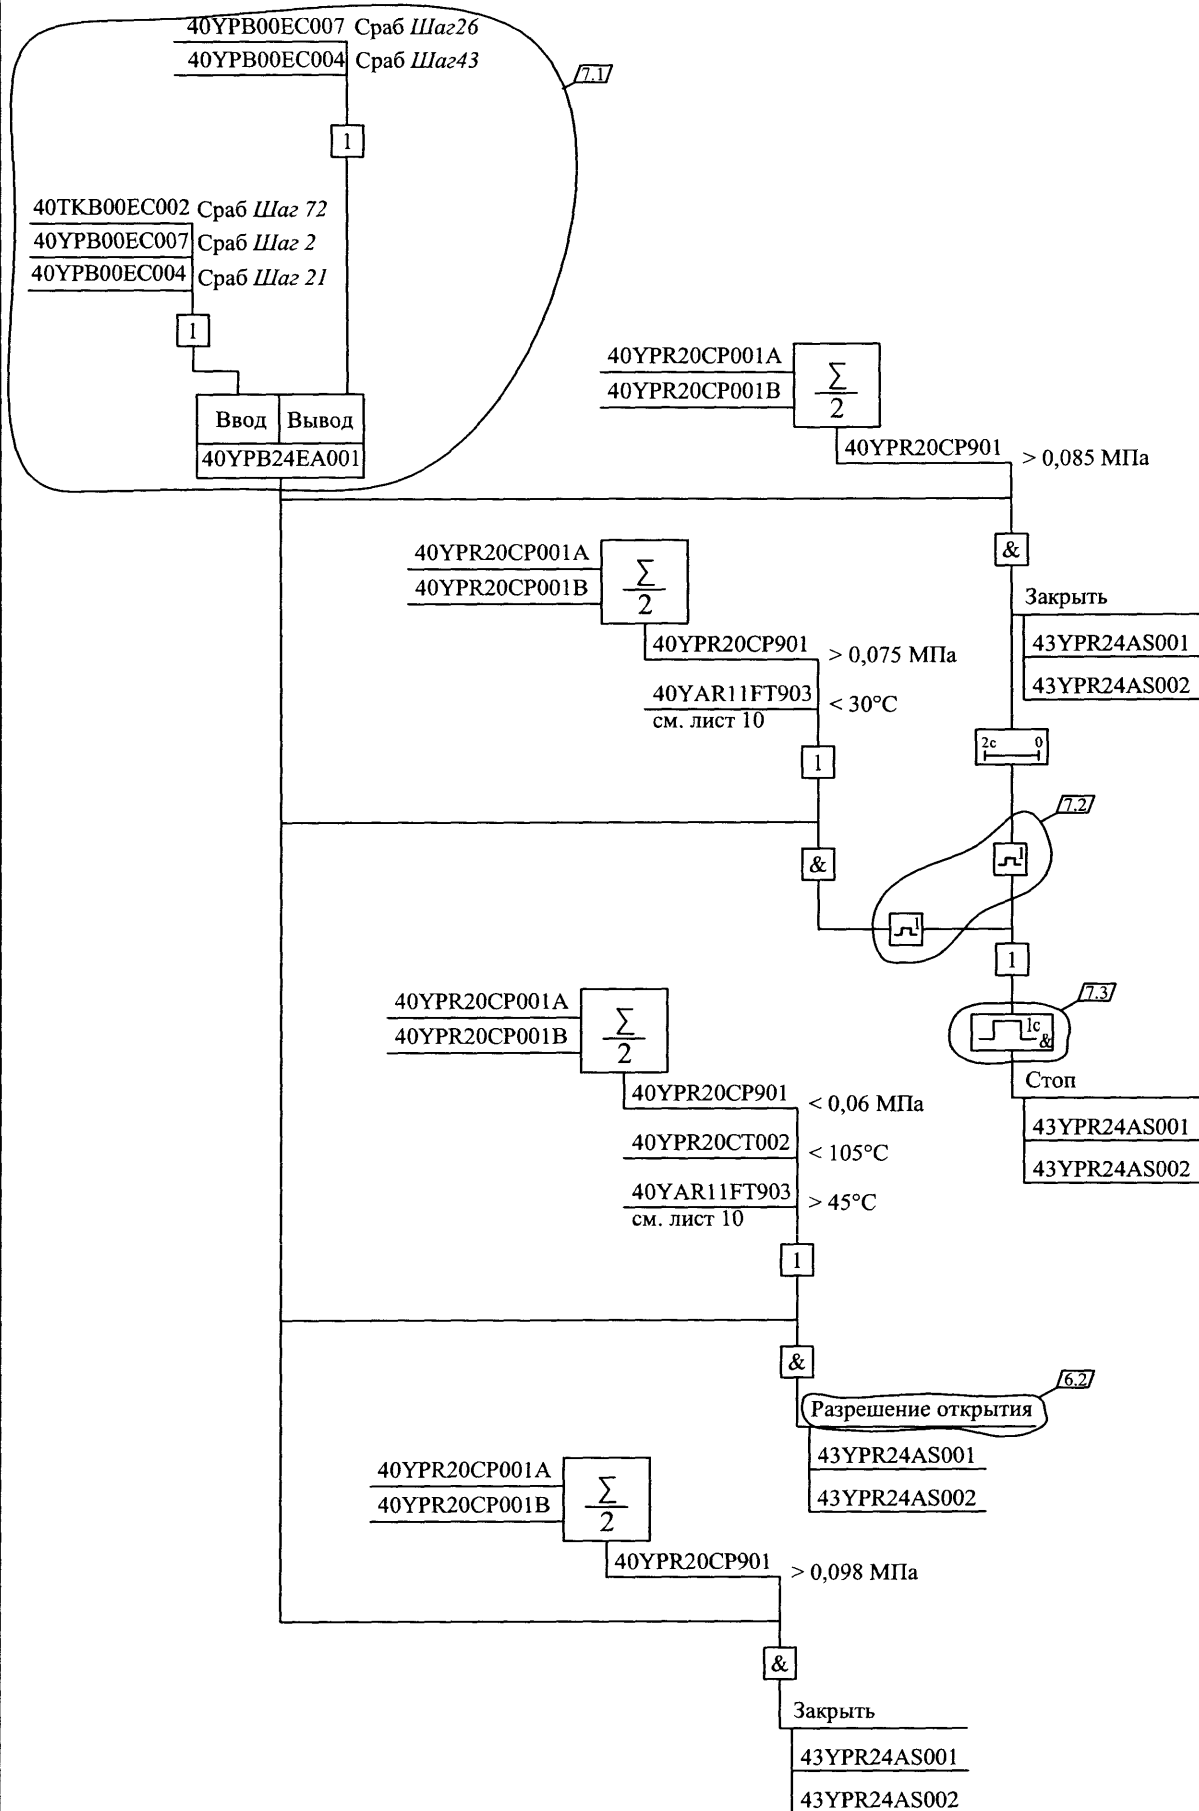 40YPB00EC007 Сраб Шаг26
40YPB00EC004 Сраб Шаг43
7.1
1
40TKB00EC002 Сраб Шаг 72
40YPB00EC007 Сраб Шаг 2
40YPB00EC004 Сраб Шаг 21
1
Ввод Вывод
40YPB24EA001
40YPR20CP001A
40YPR20CP001B
Σ
2
40YPR20CP901 > 0,085 МПа
&
Закрыть
43YPR24AS001
43YPR24AS002
2с 0
40YPR20CP001A
40YPR20CP001B
Σ
2
40YPR20CP901 > 0,075 МПа
40YAR11FT903 < 30°С
см. лист 10
1
&
7.2
1
1
1
7.3
1с
&
Стоп
43YPR24AS001
43YPR24AS002
40YPR20CP001A
40YPR20CP001B
Σ
2
40YPR20CP901 < 0,06 МПа
40YPR20CT002 < 105°С
40YAR11FT903 > 45°С
см. лист 10
1
&
6.2
Разрешение открытия
43YPR24AS001
43YPR24AS002
40YPR20CP001A
40YPR20CP001B
Σ
2
40YPR20CP901 > 0,098 МПа
&
Закрыть
43YPR24AS001
43YPR24AS002